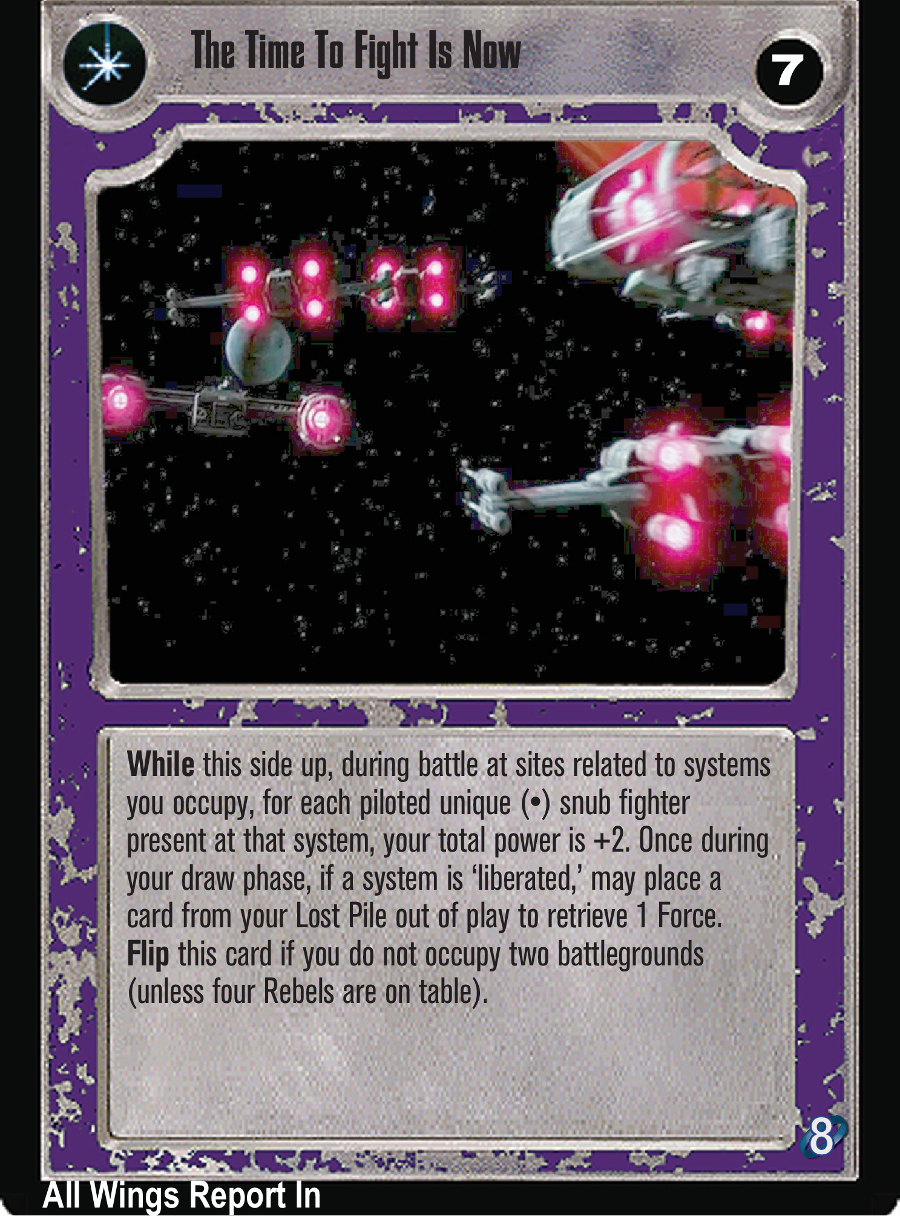 The Time To Fight Is Now
7
While this side up, during battle at sites related to systems
you occupy, for each piloted unique (•) snub fighter
present at that system, your total power is +2. Once during
your draw phase, if a system is ‘liberated,’ may place a
card from your Lost Pile out of play to retrieve 1 Force.
Flip this card if you do not occupy two battlegrounds
(unless four Rebels are on table).
8
All Wings Report In